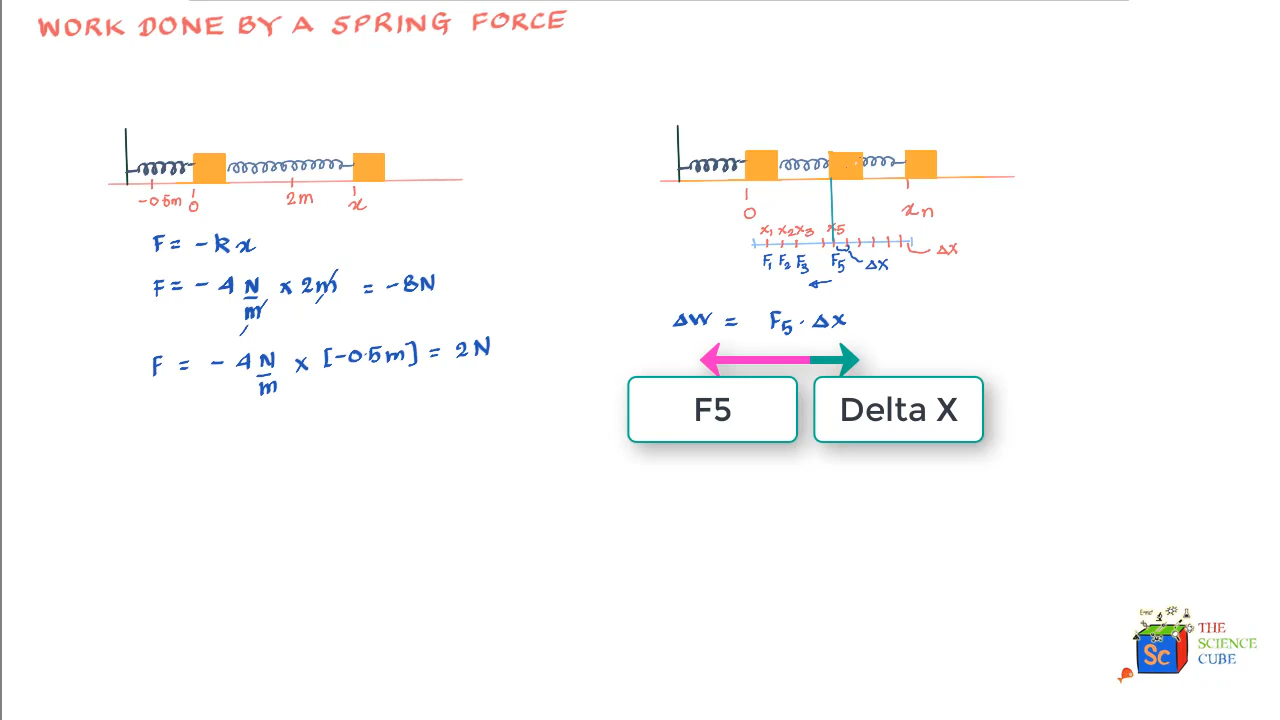 WORK DONE BY A SPRING FORCE
-0.5m 0 2m x
F = -kx
F = -4 N/m × 2m = -8N
F = -4 N/m × [-0.5m] = 2N
0 xn
x1 x2 x3 x5
F1 F2 F3 F5 Δx Δx
ΔW = F5 · Δx
F5 Delta X
Sc
THE
SCIENCE
CUBE